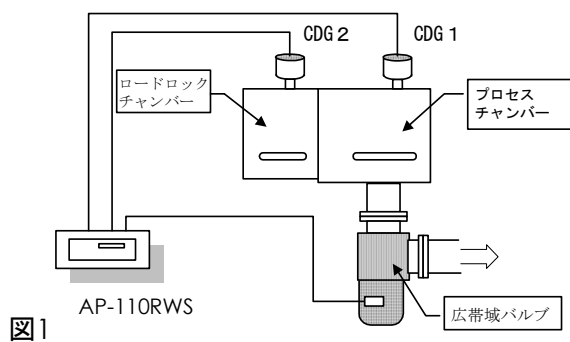 CDG 2
CDG 1
ロードロック
チャンバー
プロセス
チャンバー
AP-110RWS
広帯域バルブ
図1